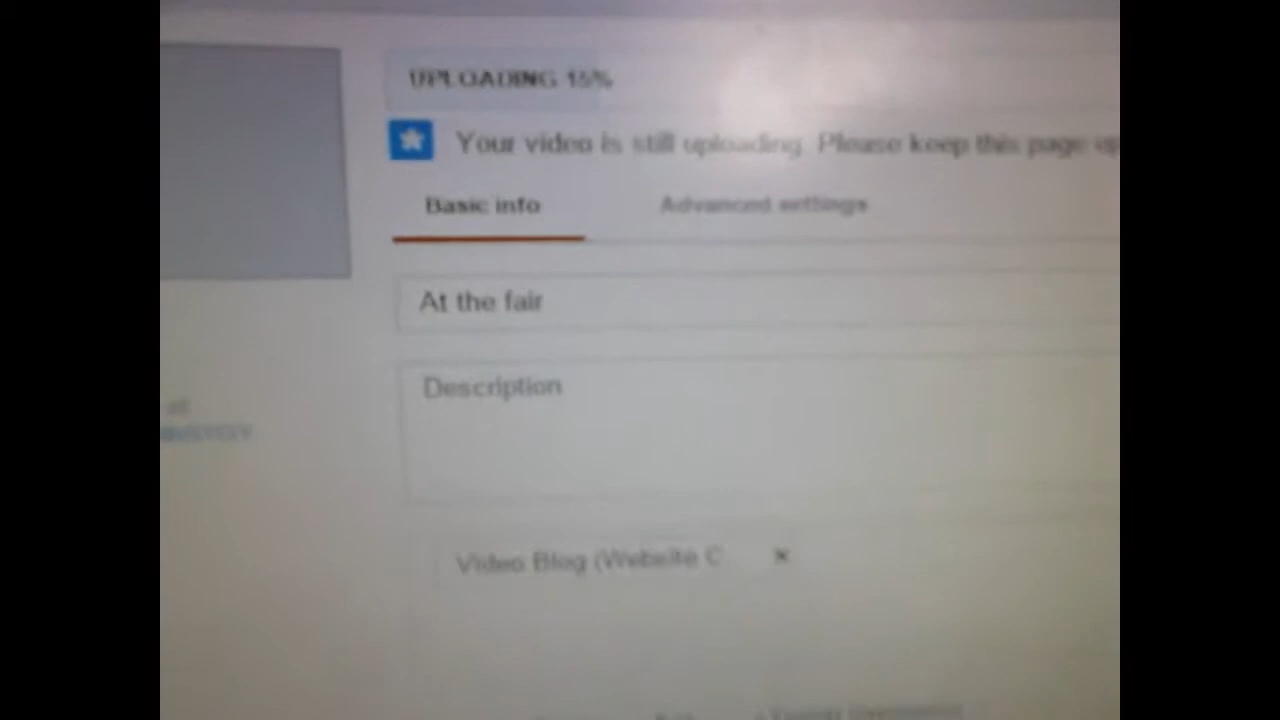 UPLOADING 15%
Your video is still uploading. Please keep this page op
Basic info
Advanced settings
At the fair
Description
Video Blog (Website C ×